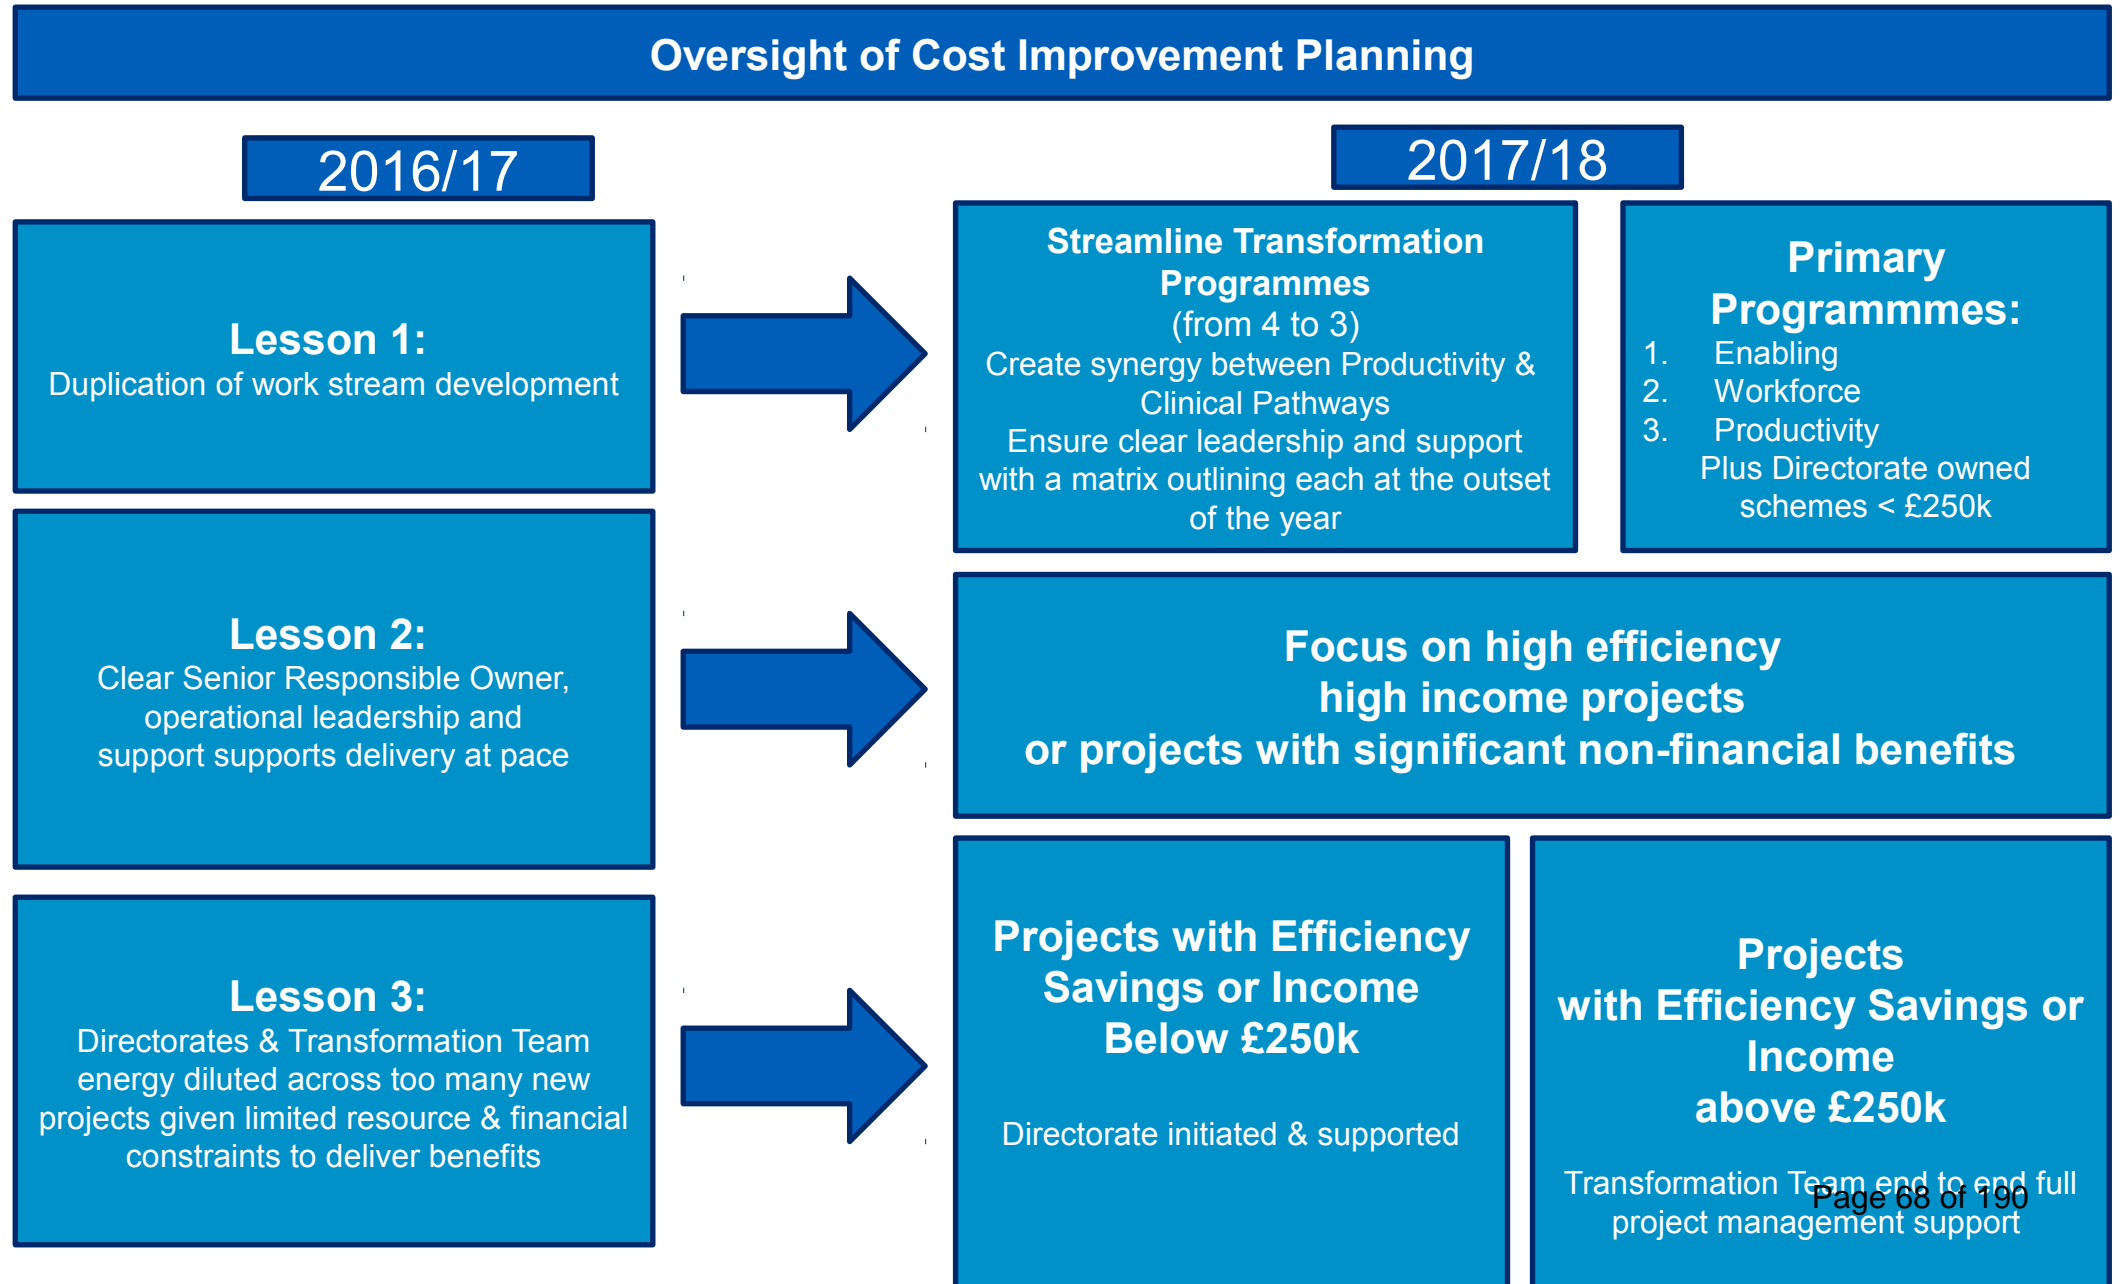 Oversight of Cost Improvement Planning
2016/17
2017/18
Lesson 1:
Duplication of work stream development
Streamline Transformation
Programmes
(from 4 to 3)
Create synergy between Productivity &
Clinical Pathways
Ensure clear leadership and support
with a matrix outlining each at the outset
of the year
Primary
Programmmes:
1. Enabling
2. Workforce
3. Productivity
Plus Directorate owned
schemes < £250k
Lesson 2:
Clear Senior Responsible Owner,
operational leadership and
support supports delivery at pace
Focus on high efficiency
high income projects
or projects with significant non-financial benefits
Lesson 3:
Directorates & Transformation Team
energy diluted across too many new
projects given limited resource & financial
constraints to deliver benefits
Projects with Efficiency
Savings or Income
Below £250k
Directorate initiated & supported
Projects
with Efficiency Savings or
Income
above £250k
Transformation Team end to end full
project management support
Page 68 of 190